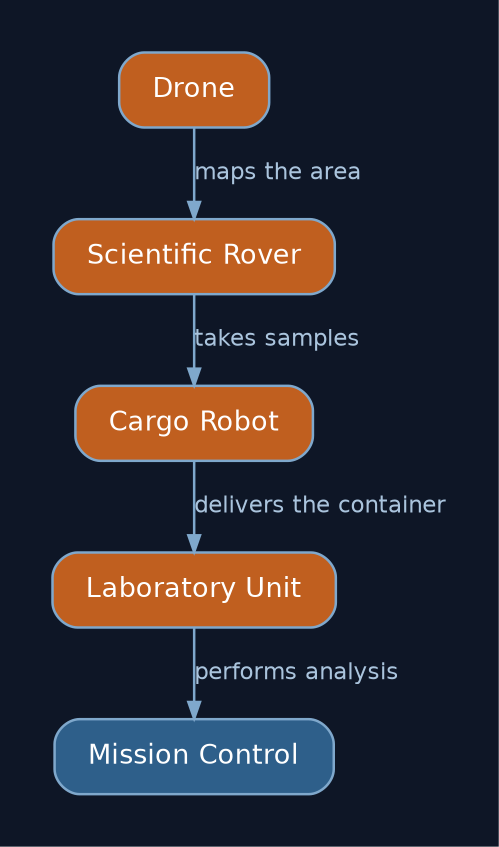 Drone
maps the area
Scientific Rover
takes samples
Cargo Robot
delivers the container
Laboratory Unit
performs analysis
Mission Control